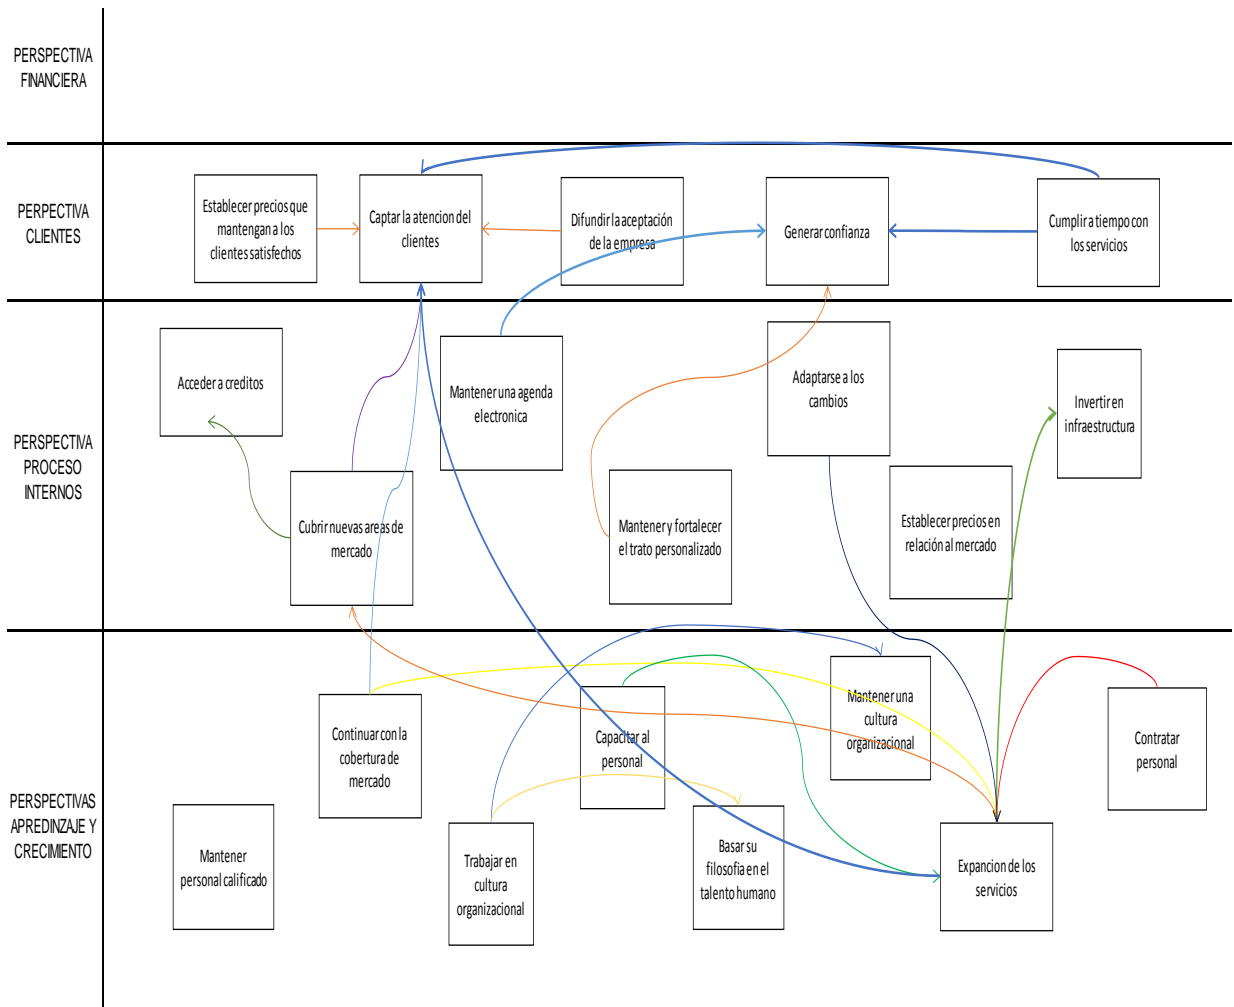 PERSPECTIVA
FINANCIERA
PERPECTIVA
CLIENTES
Establecer precios que
mantengan a los
clientes satisfechos
Captar la atencion del
clientes
Difundir la aceptación
de la empresa
Generar confianza
Cumplir a tiempo con
los servicios
PERSPECTIVA
PROCESO
INTERNOS
Acceder a creditos
Mantener una agenda
electronica
Adaptarse a los
cambios
Invertir en
infraestructura
Cubrir nuevas areas de
mercado
Mantener y fortalecer
el trato personalizado
Establecer precios en
relación al mercado
PERSPECTIVAS
APREDINZAJE Y
CRECIMIENTO
Continuar con la
cobertura de
mercado
Capacitar al
personal
Mantener una
cultura
organizacional
Contratar
personal
Mantener
personal calificado
Trabajar en
cultura
organizacional
Basar su
filosofia en el
talento humano
Expancion de los
servicios